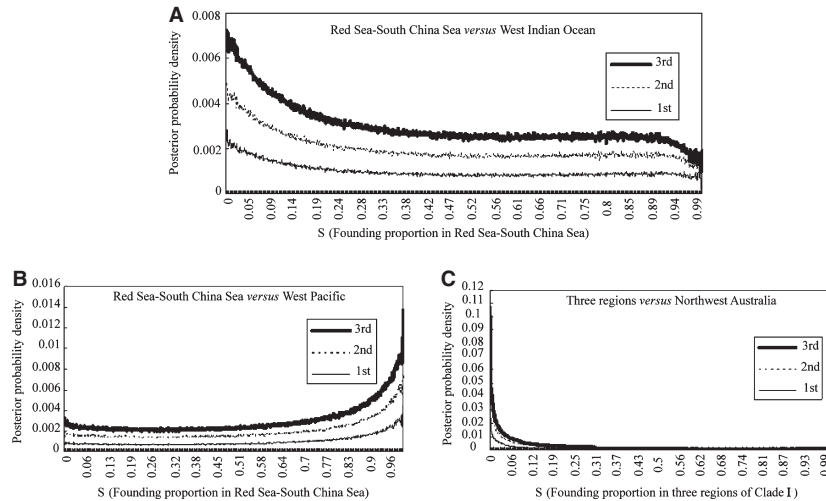 A
Red Sea-South China Sea versus West Indian Ocean
Posterior probability density
0.008
0.006
0.004
0.002
0
3rd
2nd
1st
0 0.05 0.09 0.14 0.19 0.24 0.28 0.33 0.38 0.42 0.47 0.52 0.56 0.61 0.66 0.71 0.75 0.8 0.85 0.89 0.94 0.99
S (Founding proportion in Red Sea-South China Sea)
B
Red Sea-South China Sea versus West Pacific
Posterior probability density
0.016
0.014
0.012
0.01
0.008
0.006
0.004
0.002
0
3rd
2nd
1st
0 0.06 0.13 0.19 0.26 0.32 0.39 0.45 0.52 0.58 0.64 0.7 0.77 0.83 0.89 0.96
S (Founding proportion in Red Sea-South China Sea)
C
Three regions versus Northwest Australia
Posterior probability density
0.12
0.11
0.1
0.09
0.08
0.07
0.06
0.05
0.04
0.03
0.02
0.01
0
3rd
2nd
1st
0 0.06 0.12 0.19 0.25 0.31 0.37 0.43 0.5 0.56 0.62 0.68 0.74 0.81 0.87 0.93 0.99
S (Founding proportion in three regions of Clade I)